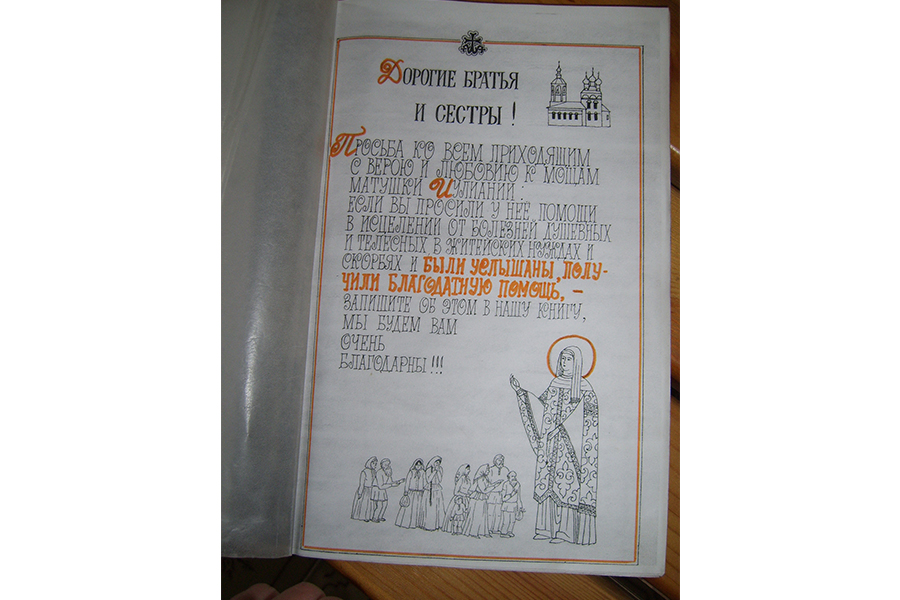 Дорогие братья
и сестры!
Просьба ко всем приходящим
с верою и любовию к мощам
матушки Иулиании:
если вы просили у нее помощи
в исцелении от болезней душевных
и телесных, в житейских нуждах и
скорбях и были услышаны, полу-
чили благодатную помощь, –
запишите об этом в нашу книгу,
мы будем вам
очень
благодарны!!!